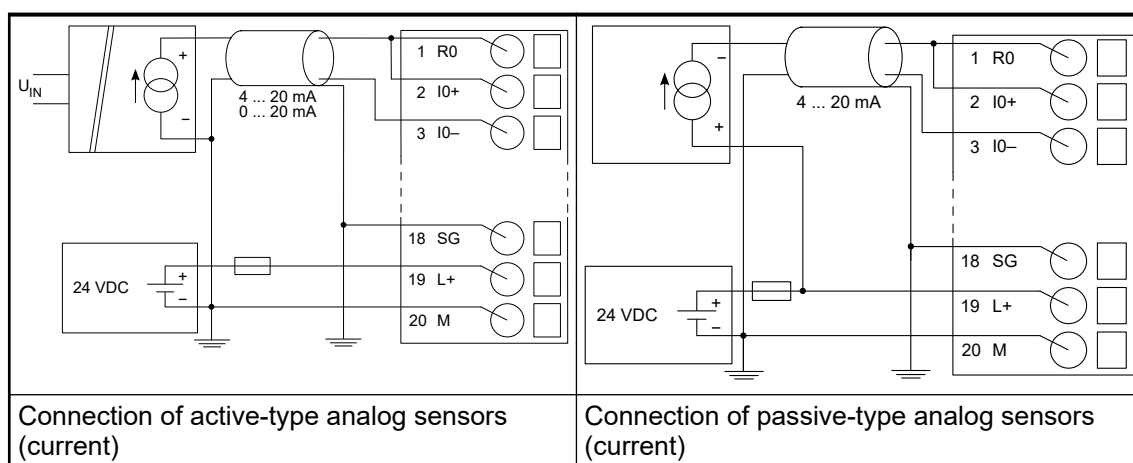 +
1 R0
U_IN
2 I0+
4 ... 20 mA
0 ... 20 mA
–
3 I0–
18 SG
24 VDC
+
19 L+
–
20 M
Connection of active-type analog sensors
(current)
–
1 R0
2 I0+
4 ... 20 mA
+
3 I0–
18 SG
24 VDC
+
19 L+
–
20 M
Connection of passive-type analog sensors
(current)